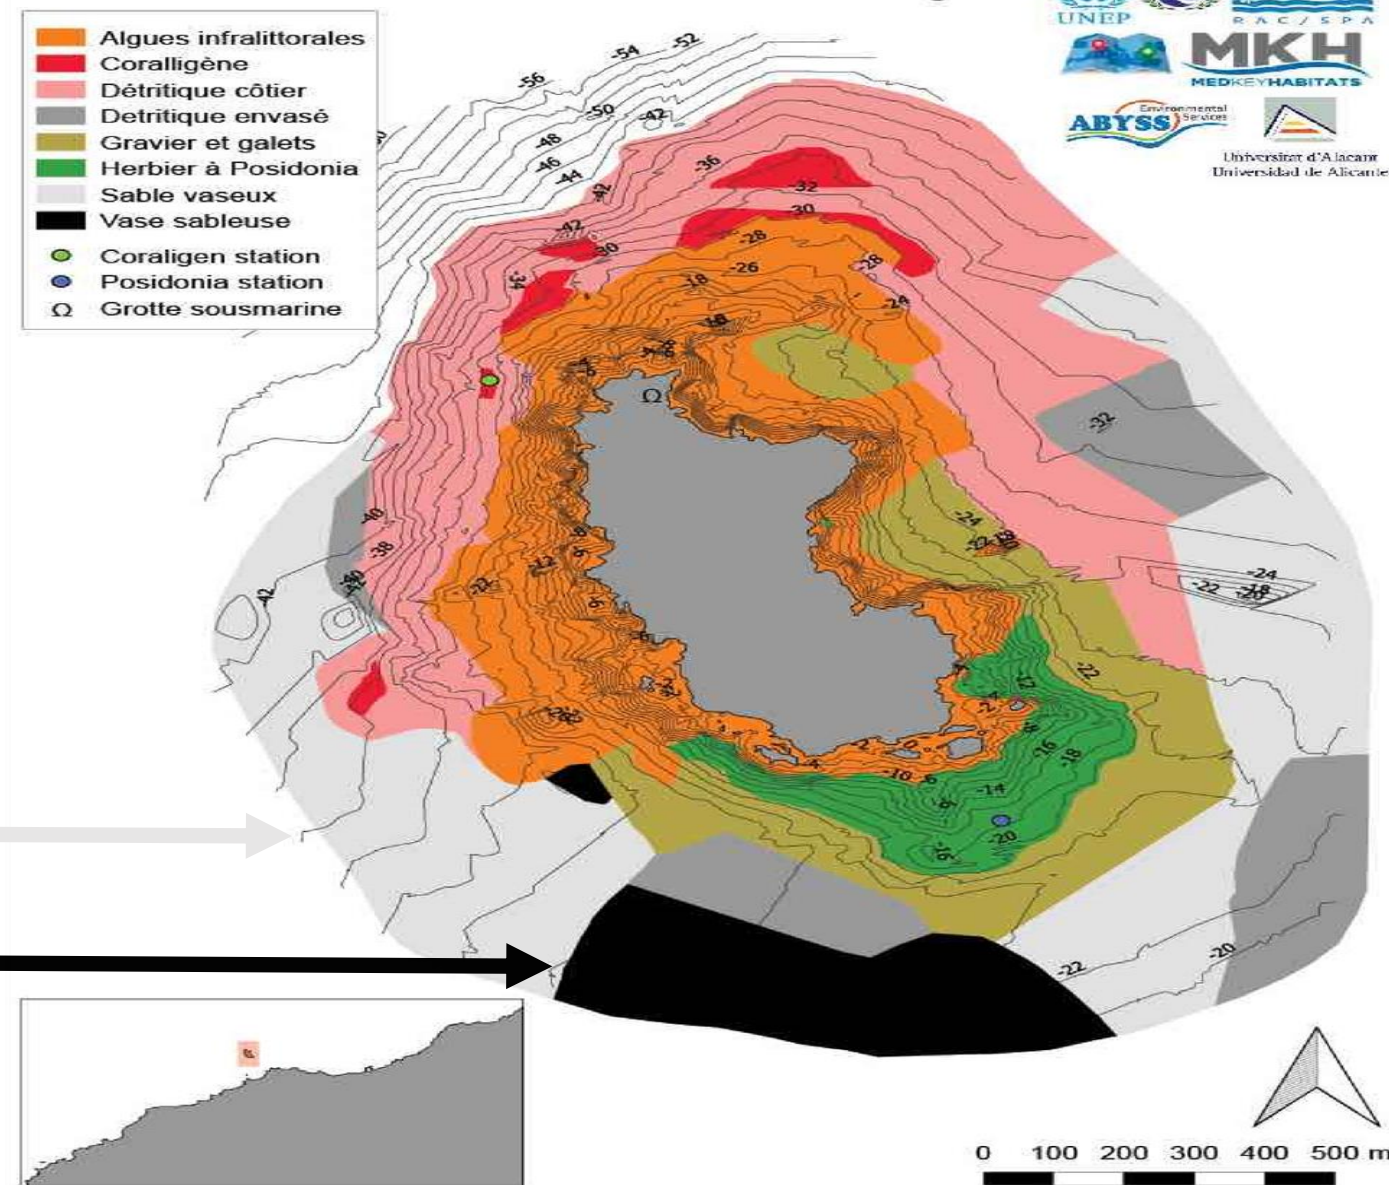 Algues infralittorales
Coralligène
Détritique côtier
Detritique envasé
Gravier et galets
Herbier à Posidonia
Sable vaseux
Vase sableuse
Coraligen station
Posidonia station
Ω Grotte sousmarine
UNEP
RAC/SPA
MKH
MEDKEYHABITATS
Environmental
ABYSS Services
Universitat d'Alacant
Universidad de Alicante
-52
-54
-56
-50
-42
-48
-46
-44
-42
-36
-32
-30
-28
-42
-30
-34
-26
-28
-18
-24
Ω
-32
-40
-38
-24
-12
-22
-42
-24
-22
-22
-12
-16
-18
-10
-14
-20
-16
-22
-20
0 100 200 300 400 500 m